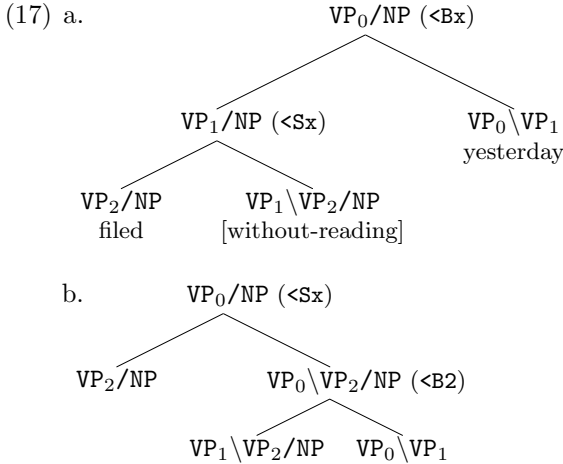 (17) a. VP₀/NP (<Bx)
VP₁/NP (<Sx) VP₀\VP₁
yesterday
VP₂/NP VP₁\VP₂/NP
filed [without-reading]
b. VP₀/NP (<Sx)
VP₂/NP VP₀\VP₂/NP (<B2)
VP₁\VP₂/NP VP₀\VP₁